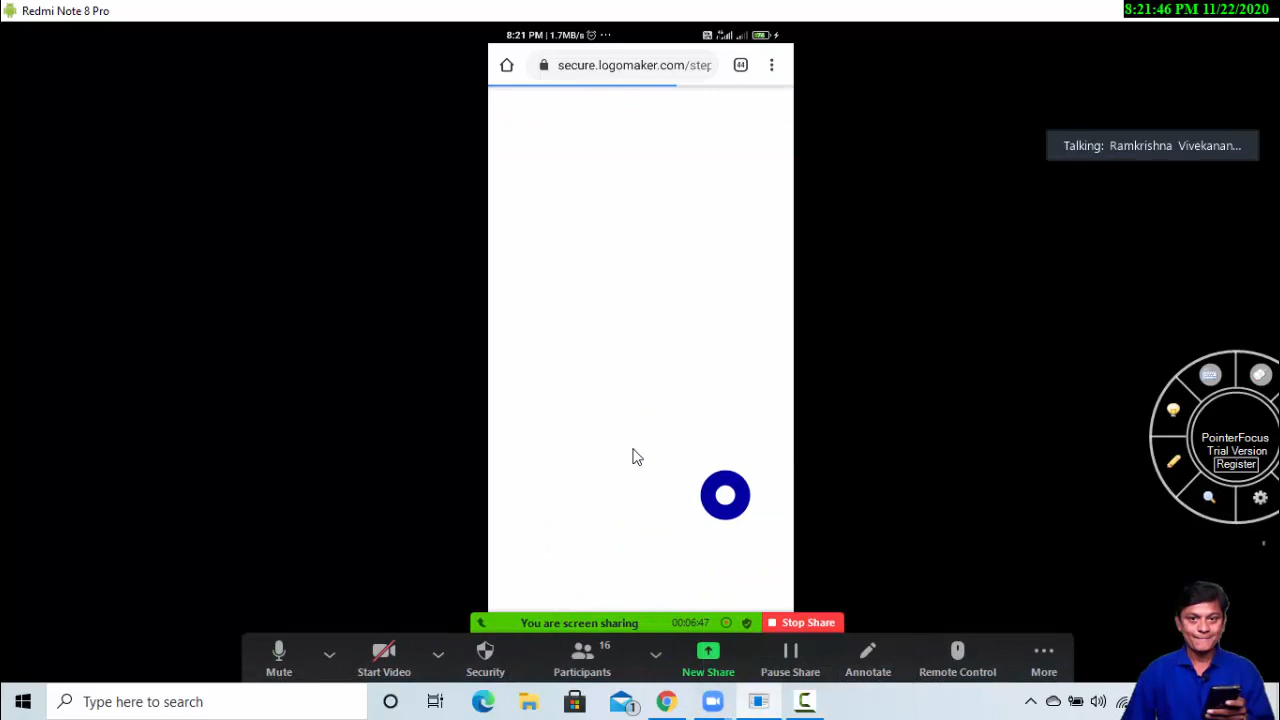 Redmi Note 8 Pro
8:21:46 PM 11/22/2020
8:21 PM | 1.7MB/s
secure.logomaker.com/step
44
Talking: Ramkrishna Vivekanan...
PointerFocus
Trial Version
Register
You are screen sharing
00:06:47
Stop Share
16
Mute
Start Video
Security
Participants
New Share
Pause Share
Annotate
Remote Control
More
Type here to search
1